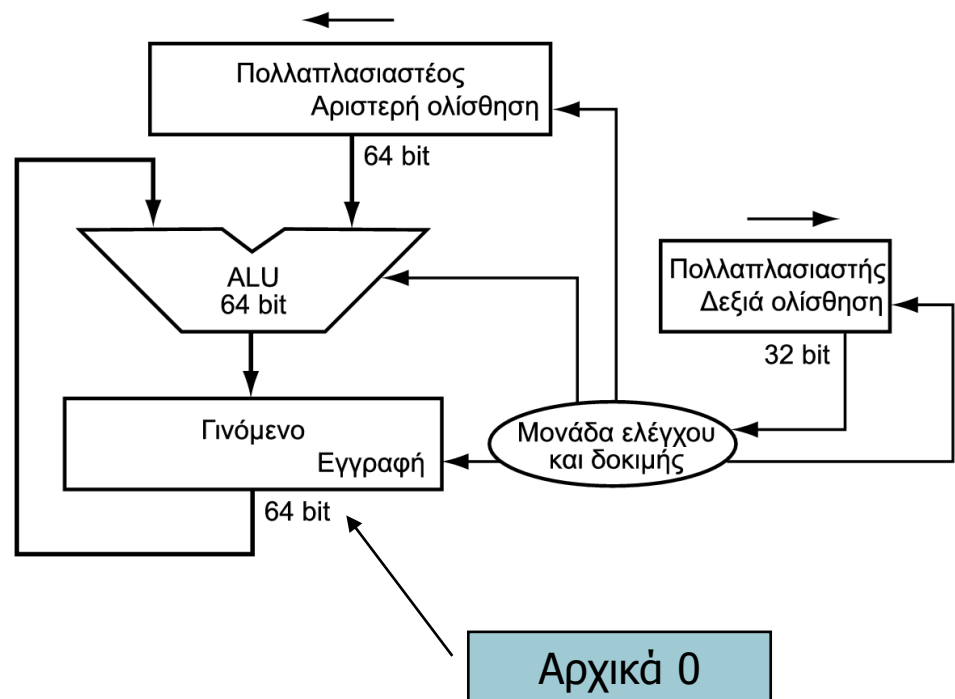 Πολλαπλασιαστέος
Αριστερή ολίσθηση
64 bit
ALU
64 bit
Πολλαπλασιαστής
Δεξιά ολίσθηση
32 bit
Γινόμενο
Εγγραφή
64 bit
Μονάδα ελέγχου
και δοκιμής
Αρχικά 0